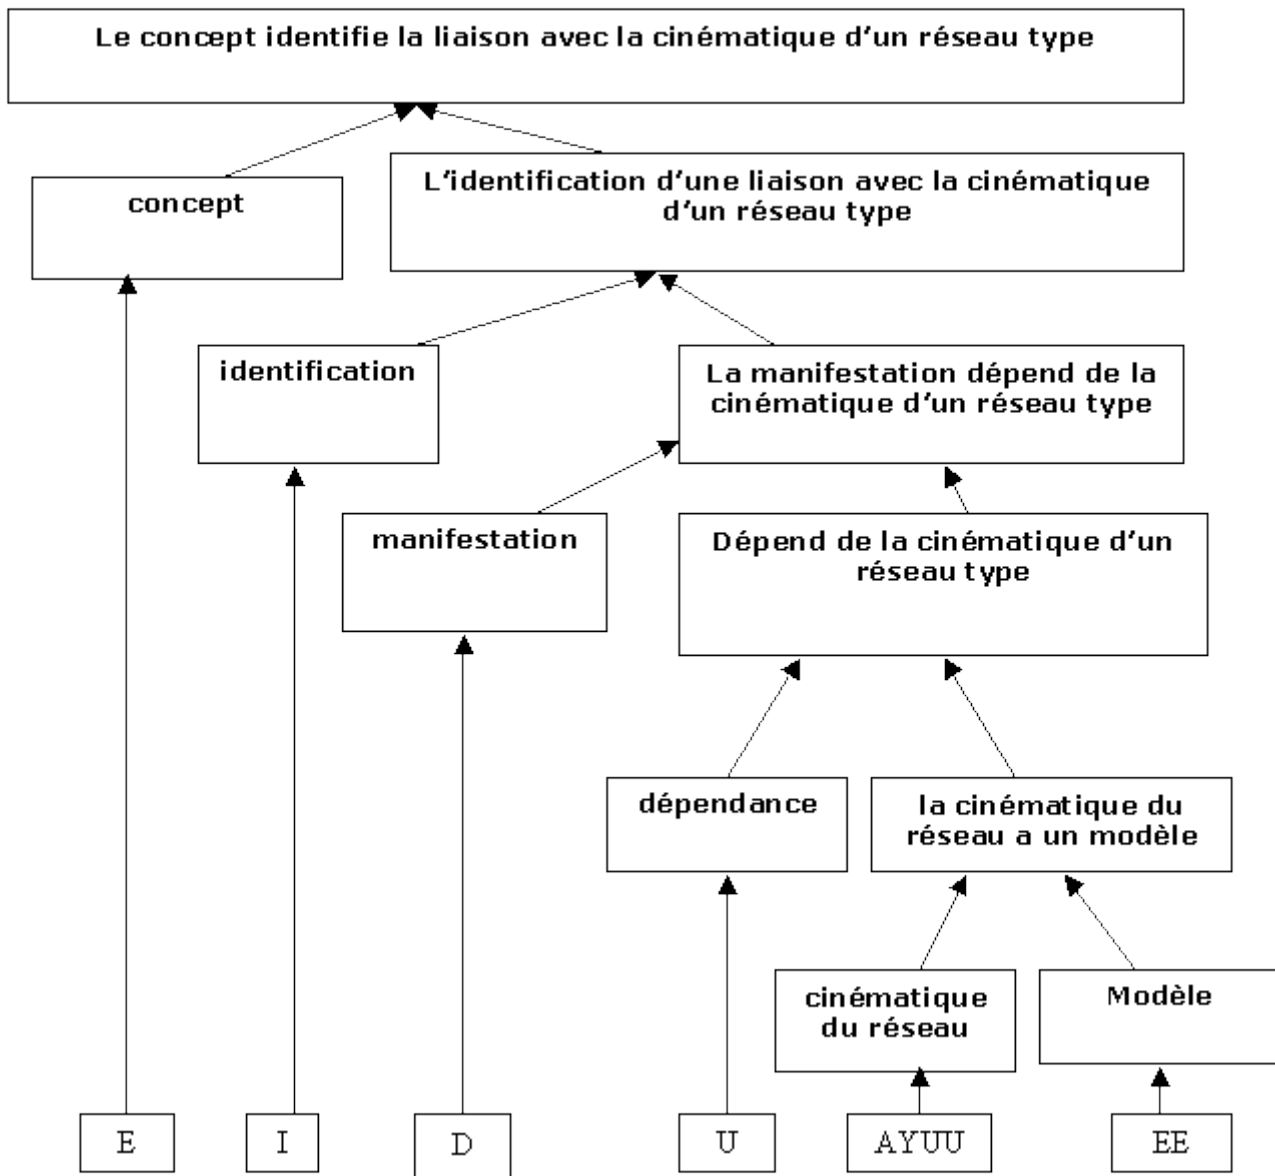 Le concept identifie la liaison avec la cinématique d’un réseau type
concept
L’identification d’une liaison avec la cinématique
d’un réseau type
identification
La manifestation dépend de la
cinématique d’un réseau type
manifestation
Dépend de la cinématique d’un
réseau type
dépendance
la cinématique du
réseau a un modèle
cinématique
du réseau
Modèle
E
I
D
U
AYUU
EE